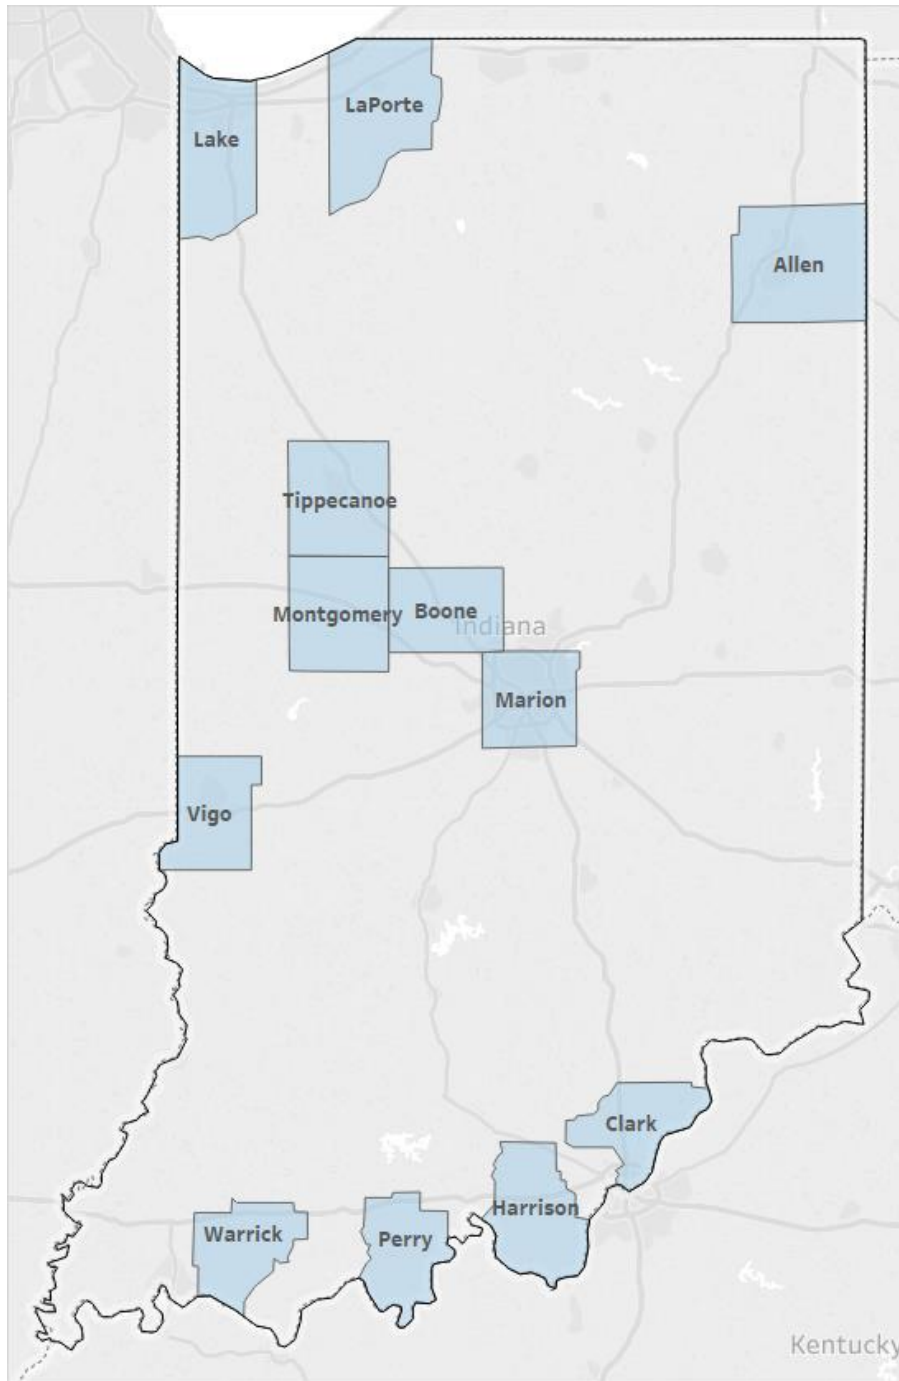 LaPorte
Lake
Allen
Tippecanoe
Montgomery
Boone
Indiana
Marion
Vigo
Clark
Harrison
Warrick
Perry
Kentucky